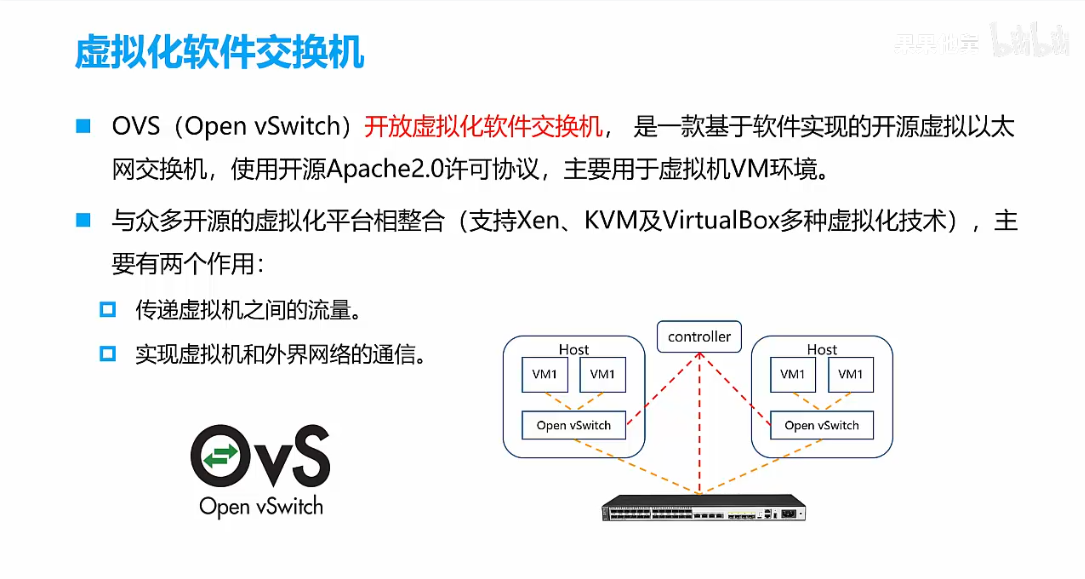 虚拟化软件交换机
OVS（Open vSwitch）开放虚拟化软件交换机， 是一款基于软件实现的开源虚拟以太
网交换机，使用开源Apache2.0许可协议，主要用于虚拟机VM环境。
与众多开源的虚拟化平台相整合（支持Xen、KVM及VirtualBox多种虚拟化技术），主
要有两个作用：
传递虚拟机之间的流量。
实现虚拟机和外界网络的通信。
controller
Host
VM1 VM1
Open vSwitch
Host
VM1 VM1
Open vSwitch
OvS
Open vSwitch
bilibili